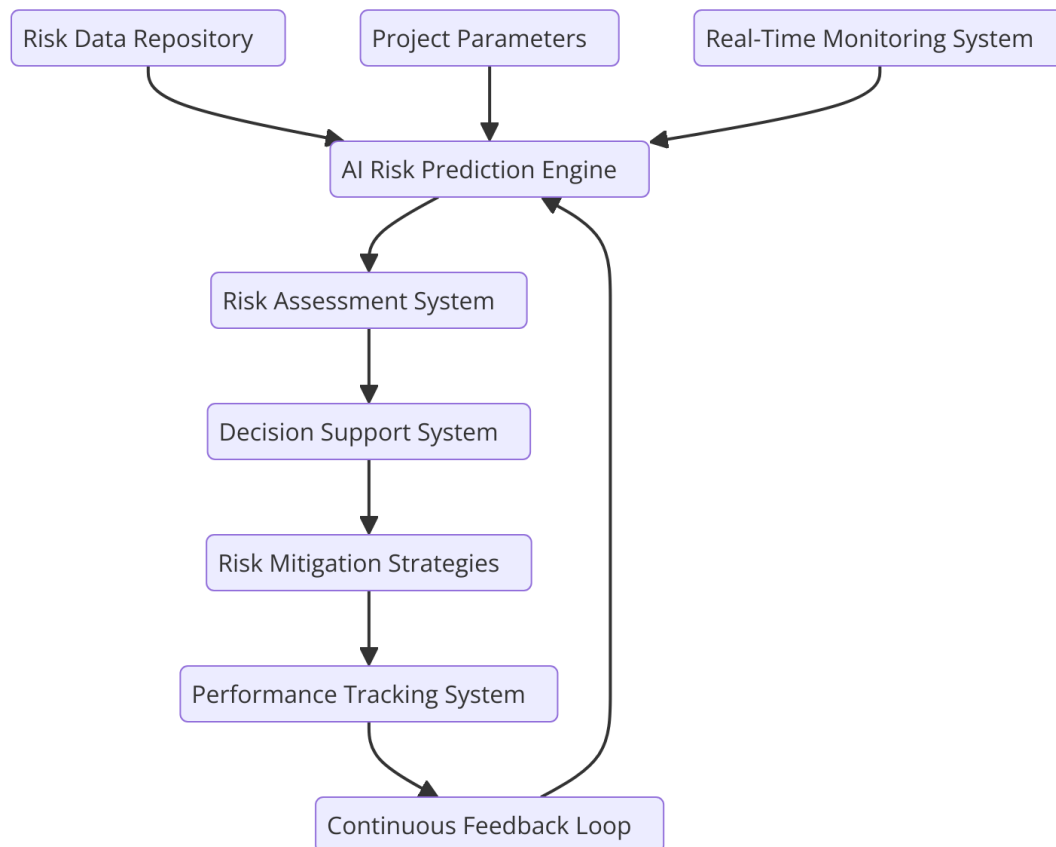 Risk Data Repository
Project Parameters
Real-Time Monitoring System
AI Risk Prediction Engine
Risk Assessment System
Decision Support System
Risk Mitigation Strategies
Performance Tracking System
Continuous Feedback Loop